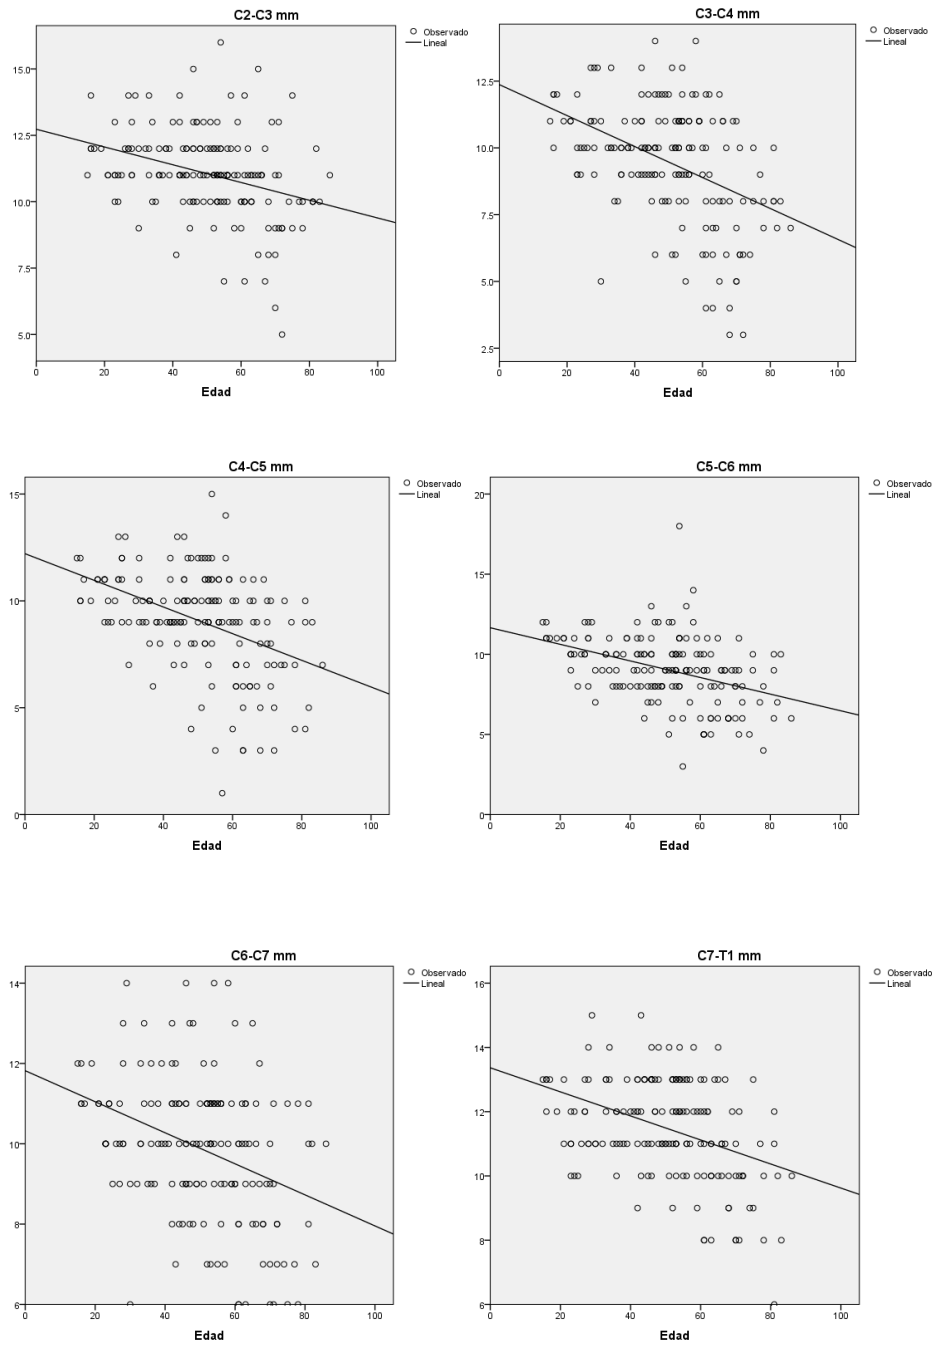 C2-C3 mm
Observado
Lineal
15.0
12.5
10.0
7.5
5.0
0 20 40 60 80 100
Edad
C3-C4 mm
Observado
Lineal
12.5
10.0
7.5
5.0
2.5
0 20 40 60 80 100
Edad
C4-C5 mm
Observado
Lineal
15
10
5
0
0 20 40 60 80 100
Edad
C5-C6 mm
Observado
Lineal
20
15
10
5
0
0 20 40 60 80 100
Edad
C6-C7 mm
Observado
Lineal
14
12
10
8
6
0 20 40 60 80 100
Edad
C7-T1 mm
Observado
Lineal
16
14
12
10
8
6
0 20 40 60 80 100
Edad